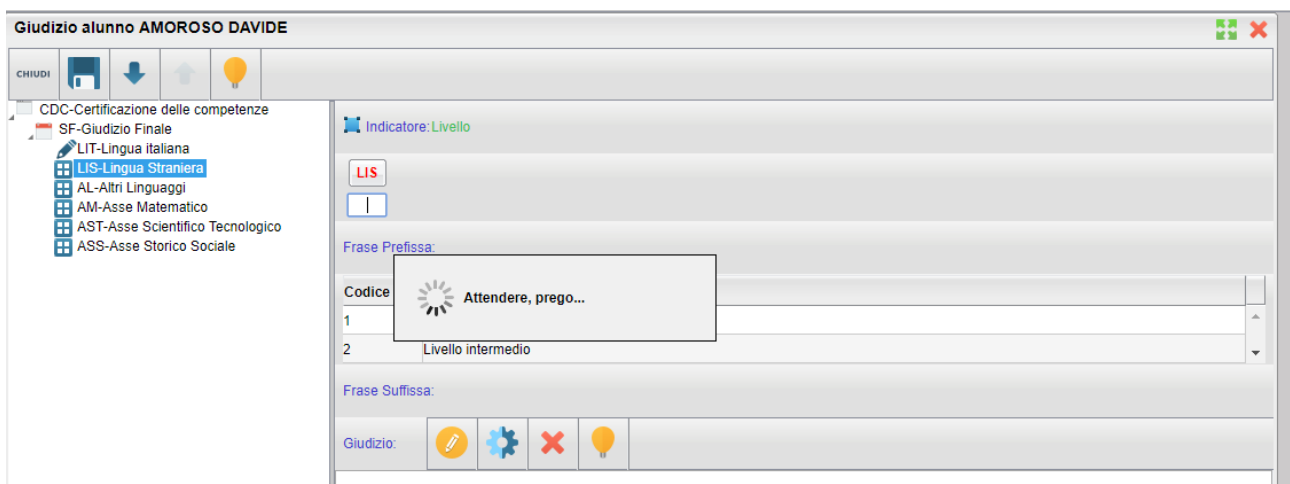 Giudizio alunno AMOROSO DAVIDE
CHIUDI
CDC-Certificazione delle competenze
SF-Giudizio Finale
LIT-Lingua italiana
LIS-Lingua Straniera
AL-Altri Linguaggi
AM-Asse Matematico
AST-Asse Scientifico Tecnologico
ASS-Asse Storico Sociale
Indicatore: Livello
LIS
Frase Prefissa:
Codice
Attendere, prego...
1
2 Livello intermedio
Frase Suffissa:
Giudizio: